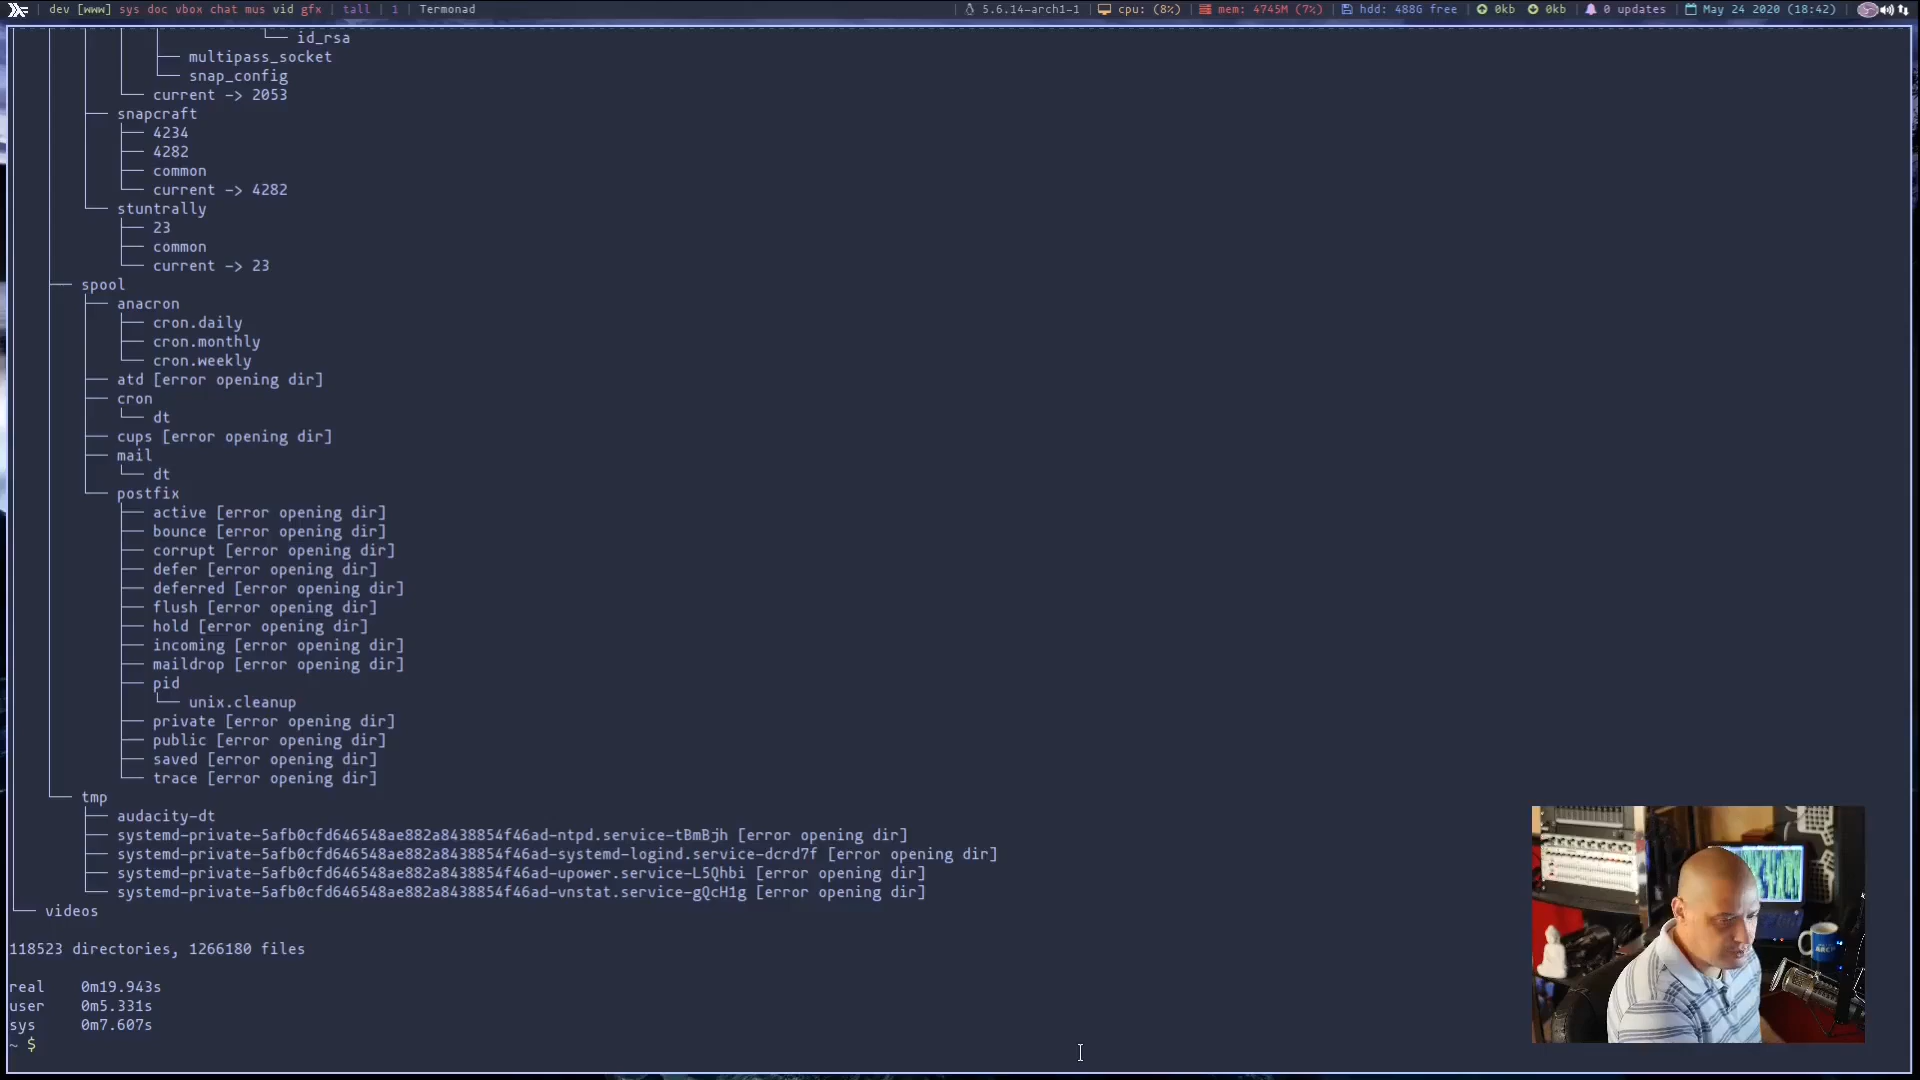 dev [www] sys doc vbox chat mus vid gfx | tall | 1 | Termonad
| 5.6.14-arch1-1 | cpu: (8%) | mem: 4745M (7%) | hdd: 488G free | 0kb 0kb | 0 updates | May 24 2020 (18:42) |
└── id_rsa
├── multipass_socket
└── snap_config
└── current -> 2053
├── snapcraft
├── 4234
├── 4282
├── common
└── current -> 4282
└── stuntrally
├── 23
├── common
└── current -> 23
├── spool
├── anacron
├── cron.daily
├── cron.monthly
└── cron.weekly
├── atd [error opening dir]
├── cron
└── dt
├── cups [error opening dir]
├── mail
└── dt
└── postfix
├── active [error opening dir]
├── bounce [error opening dir]
├── corrupt [error opening dir]
├── defer [error opening dir]
├── deferred [error opening dir]
├── flush [error opening dir]
├── hold [error opening dir]
├── incoming [error opening dir]
├── maildrop [error opening dir]
├── pid
└── unix.cleanup
├── private [error opening dir]
├── public [error opening dir]
├── saved [error opening dir]
└── trace [error opening dir]
└── tmp
├── audacity-dt
├── systemd-private-5afb0cfd646548ae882a8438854f46ad-ntpd.service-tBmBjh [error opening dir]
├── systemd-private-5afb0cfd646548ae882a8438854f46ad-systemd-logind.service-dcrd7f [error opening dir]
├── systemd-private-5afb0cfd646548ae882a8438854f46ad-upower.service-L5Qhbi [error opening dir]
└── systemd-private-5afb0cfd646548ae882a8438854f46ad-vnstat.service-gQcH1g [error opening dir]
└── videos
118523 directories, 1266180 files
real 0m19.943s
user 0m5.331s
sys 0m7.607s
~ $
ARCH